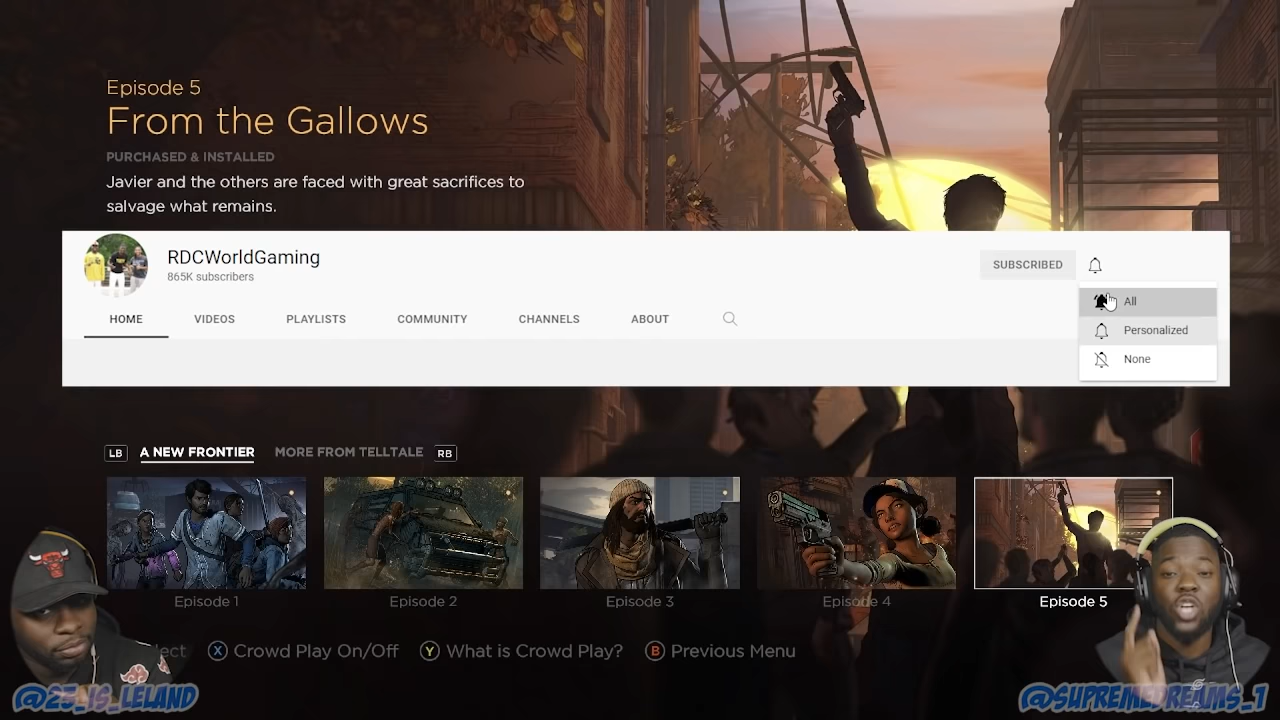 Episode 5
From the Gallows
PURCHASED & INSTALLED
Javier and the others are faced with great sacrifices to
salvage what remains.
RDCWorldGaming
865K subscribers
SUBSCRIBED
HOME VIDEOS PLAYLISTS COMMUNITY CHANNELS ABOUT
All
Personalized
None
LB A NEW FRONTIER MORE FROM TELLTALE RB
Episode 1 Episode 2 Episode 3 Episode 4 Episode 5
X Crowd Play On/Off Y What is Crowd Play? B Previous Menu
@23_IS_LELAND
@SUPREMEDREAMS_1